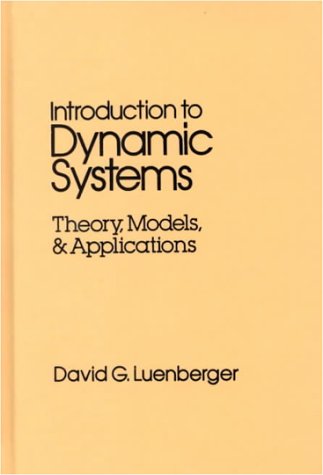 Introduction to
Dynamic
Systems
Theory, Models,
& Applications
David G. Luenberger